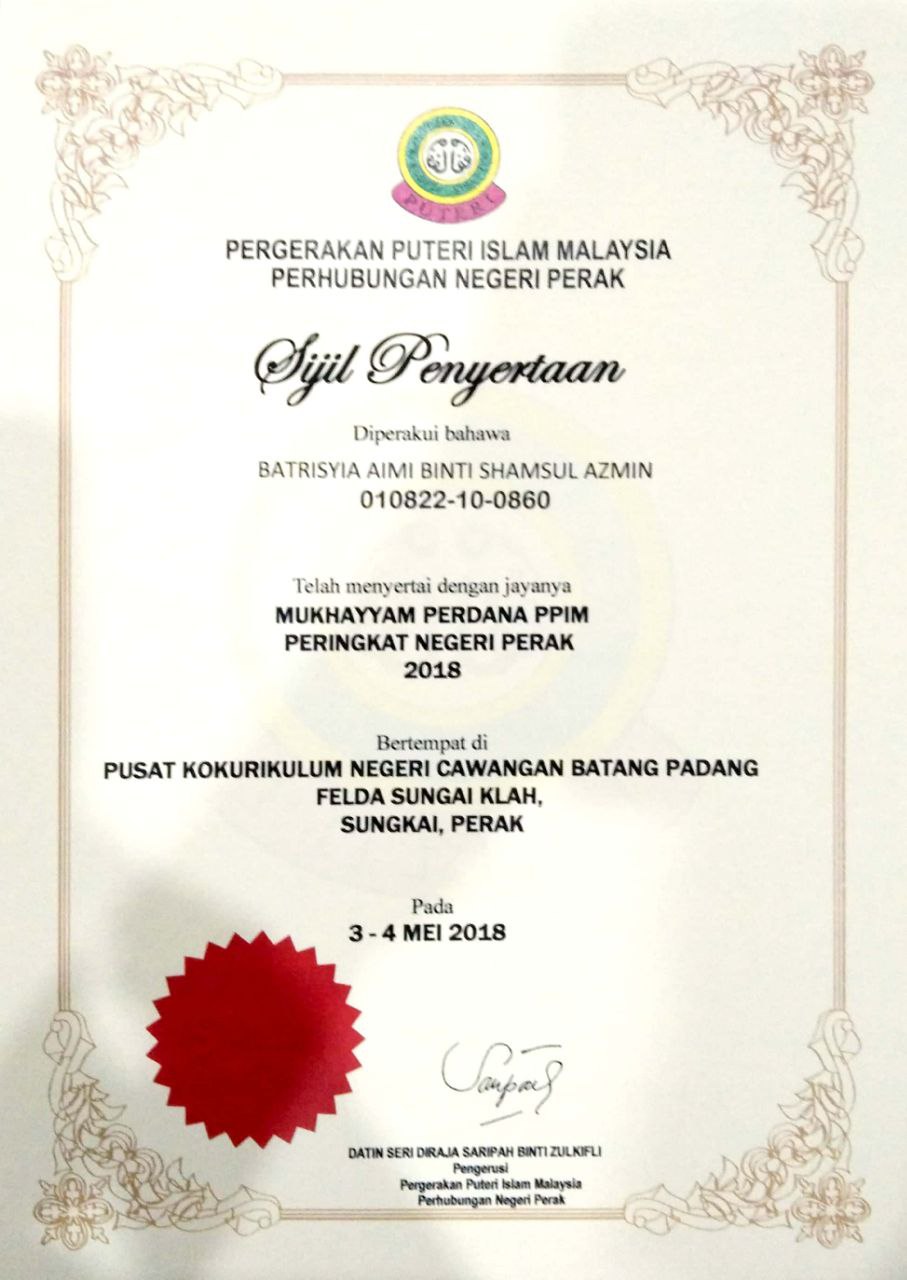 PUTERI
PERGERAKAN PUTERI ISLAM MALAYSIA
PERHUBUNGAN NEGERI PERAK
Sijil Penyertaan
Diperakui bahawa
BATRISYIA AIMI BINTI SHAMSUL AZMIN
010822-10-0860
Telah menyertai dengan jayanya
MUKHAYYAM PERDANA PPIM
PERINGKAT NEGERI PERAK
2018
Bertempat di
PUSAT KOKURIKULUM NEGERI CAWANGAN BATANG PADANG
FELDA SUNGAI KLAH,
SUNGKAI, PERAK
Pada
3 - 4 MEI 2018
DATIN SERI DIRAJA SARIPAH BINTI ZULKIFLI
Pengerusi
Pergerakan Puteri Islam Malaysia
Perhubungan Negeri Perak